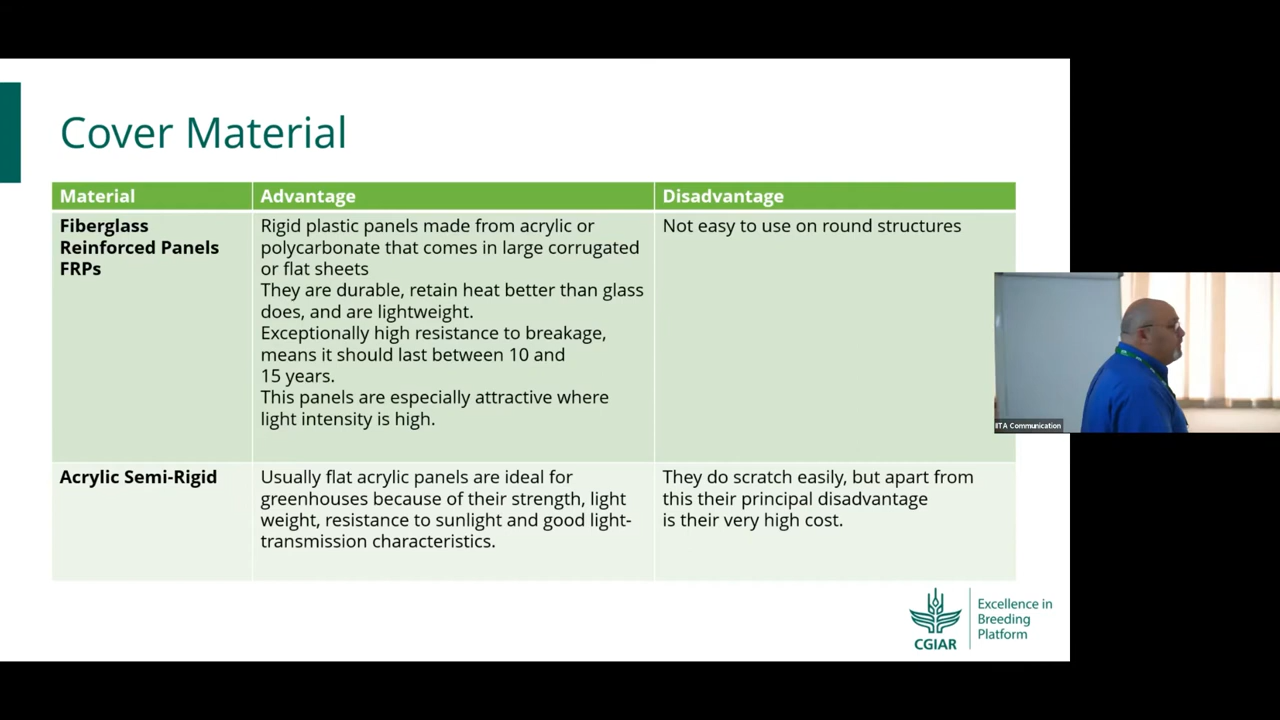 Cover Material
Material
Advantage
Disadvantage
Fiberglass
Reinforced Panels
FRPs
Rigid plastic panels made from acrylic or
polycarbonate that comes in large corrugated
or flat sheets
They are durable, retain heat better than glass
does, and are lightweight.
Exceptionally high resistance to breakage,
means it should last between 10 and
15 years.
This panels are especially attractive where
light intensity is high.
Not easy to use on round structures
Acrylic Semi-Rigid
Usually flat acrylic panels are ideal for
greenhouses because of their strength, light
weight, resistance to sunlight and good light-
transmission characteristics.
They do scratch easily, but apart from
this their principal disadvantage
is their very high cost.
IITA Communication
CGIAR
Excellence in
Breeding
Platform